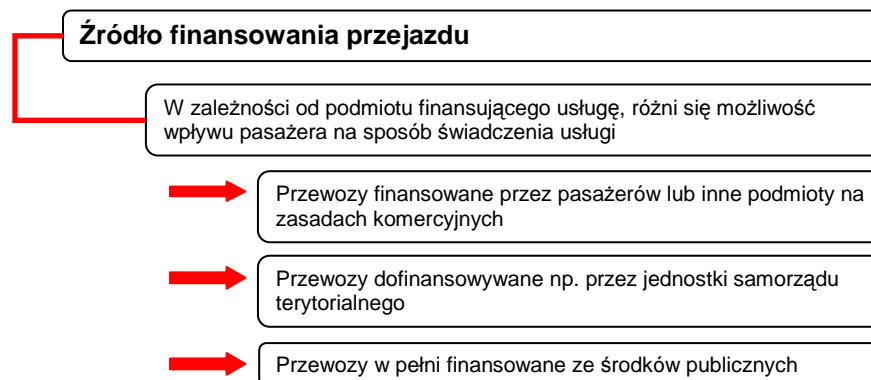 Źródło finansowania przejazdu
W zależności od podmiotu finansującego usługę, różni się możliwość
wpływu pasażera na sposób świadczenia usługi
Przewozy finansowane przez pasażerów lub inne podmioty na
zasadach komercyjnych
Przewozy dofinansowywane np. przez jednostki samorządu
terytorialnego
Przewozy w pełni finansowane ze środków publicznych